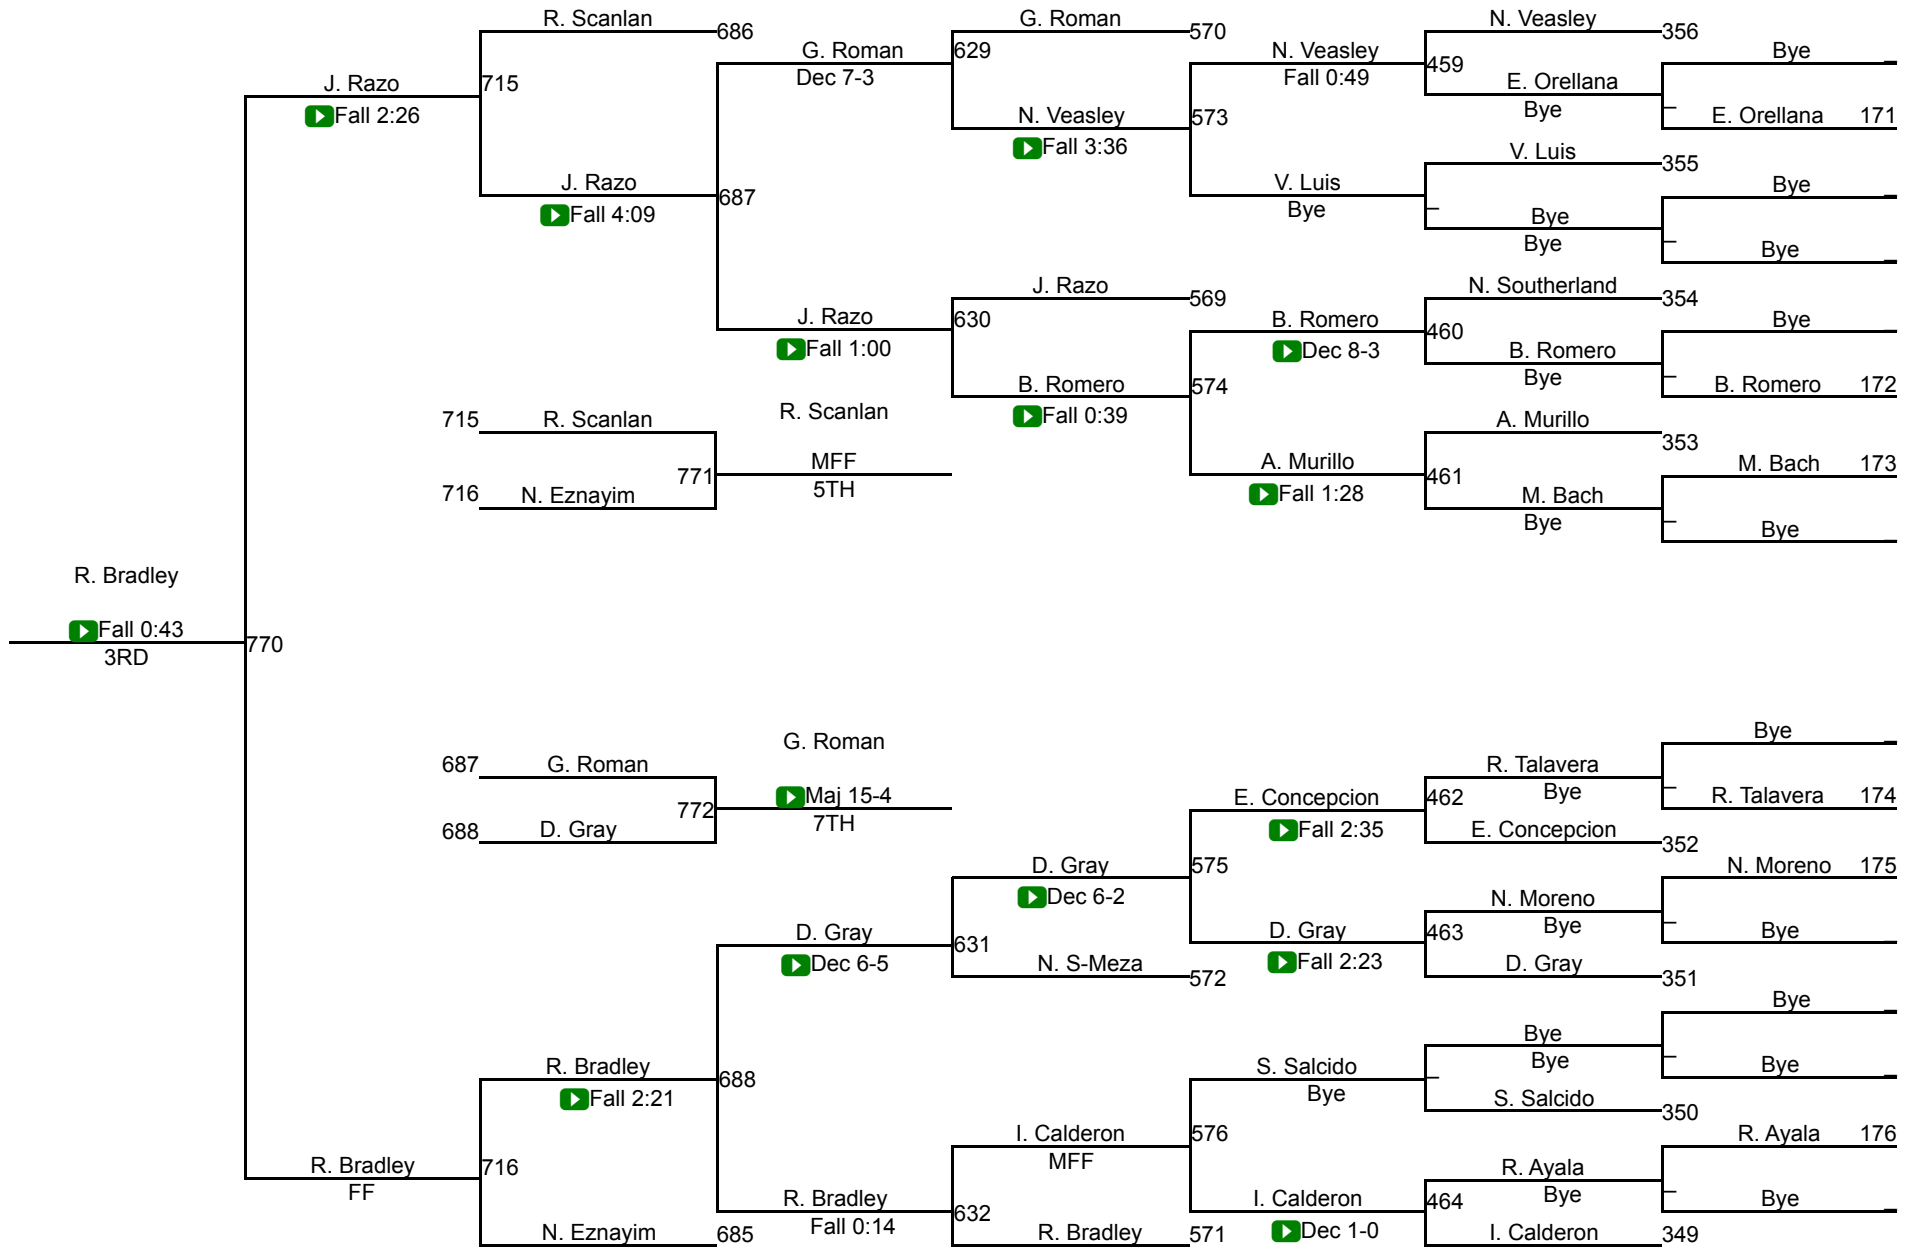 R. Scanlan 686
G. Roman 570
N. Veasley 356
Bye
G. Roman 629
Dec 7-3
N. Veasley 459
Fall 0:49
J. Razo 715
Fall 2:26
E. Orellana
Bye
E. Orellana 171
N. Veasley 573
Fall 3:36
V. Luis 355
J. Razo 687
Fall 4:09
V. Luis
Bye
Bye
Bye
Bye
Bye
J. Razo 569
N. Southerland 354
J. Razo 630
Fall 1:00
B. Romero 460
Dec 8-3
Bye
B. Romero
Bye
B. Romero 574
Fall 0:39
B. Romero 172
715 R. Scanlan
R. Scanlan
A. Murillo 353
771 MFF
5TH
A. Murillo 461
Fall 1:28
M. Bach 173
716 N. Eznayim
M. Bach
Bye
Bye
R. Bradley
Fall 0:43
3RD
770
G. Roman
Bye
687 G. Roman
R. Talavera
Bye
772 Maj 15-4
7TH
E. Concepcion 462
Fall 2:35
R. Talavera 174
688 D. Gray
E. Concepcion 352
D. Gray 575
Dec 6-2
N. Moreno 175
N. Moreno
Bye
D. Gray 631
Dec 6-5
D. Gray 463
Fall 2:23
Bye
N. S-Meza 572
D. Gray 351
Bye
Bye
Bye
R. Bradley 688
Fall 2:21
S. Salcido
Bye
Bye
S. Salcido 350
I. Calderon 576
MFF
R. Ayala 176
R. Bradley 716
FF
R. Ayala
Bye
R. Bradley 632
Fall 0:14
I. Calderon 464
Dec 1-0
Bye
N. Eznayim 685
R. Bradley 571
I. Calderon 349